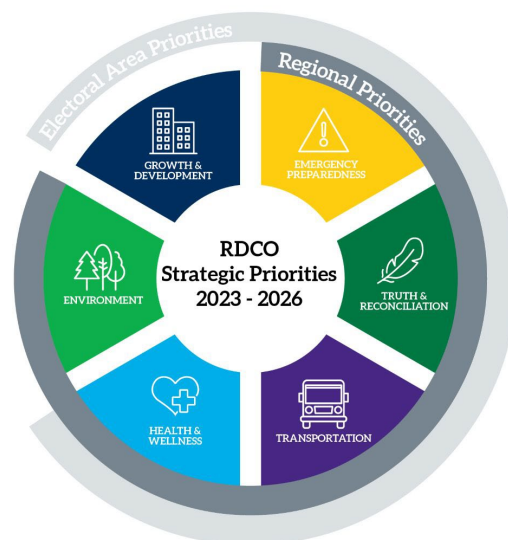 Electoral Area Priorities
Regional Priorities
GROWTH &
DEVELOPMENT
EMERGENCY
PREPAREDNESS
RDCO
Strategic Priorities
2023 - 2026
ENVIRONMENT
TRUTH &
RECONCILIATION
HEALTH &
WELLNESS
TRANSPORTATION